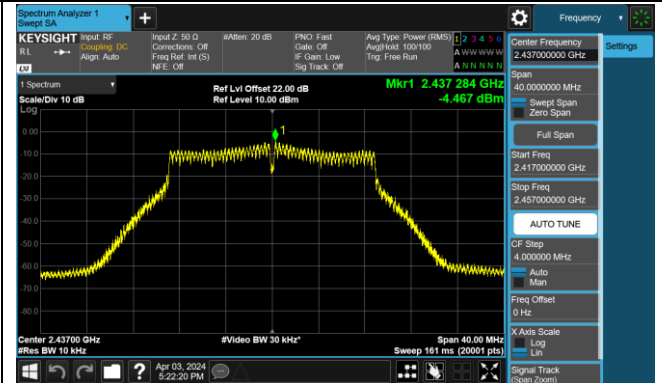 Spectrum Analyzer 1
Swept SA
Frequency
KEYSIGHT
Input: RF
Coupling: DC
Align: Auto
Input Z: 50 Ω
Corrections: Off
Freq Ref: Int (S)
NFE: Off
#Atten: 20 dB
PNO: Fast
Gate: Off
IF Gain: Low
Sig Track: Off
Avg Type: Power (RMS)
Avg|Hold: 100/100
Trig: Free Run
1 2 3 4 5 6
A W W W W W
A N N N N N
RL
1 Spectrum
Scale/Div 10 dB
Log
Ref Lvl Offset 22.00 dB
Ref Level 10.00 dBm
Mkr1 2.437 284 GHz
-4.467 dBm
1
0.00
-10.0
-20.0
-30.0
-40.0
-50.0
-60.0
-70.0
-80.0
Center 2.43700 GHz
#Res BW 10 kHz
#Video BW 30 kHz*
Span 40.00 MHz
Sweep 161 ms (20001 pts)
Center Frequency
2.437000000 GHz
Settings
Span
40.0000000 MHz
Swept Span
Zero Span
Full Span
Start Freq
2.417000000 GHz
Stop Freq
2.457000000 GHz
AUTO TUNE
CF Step
4.000000 MHz
Auto
Man
Freq Offset
0 Hz
X Axis Scale
Log
Lin
Signal Track
(Span Zoom)
?
Apr 03, 2024
5:22:20 PM